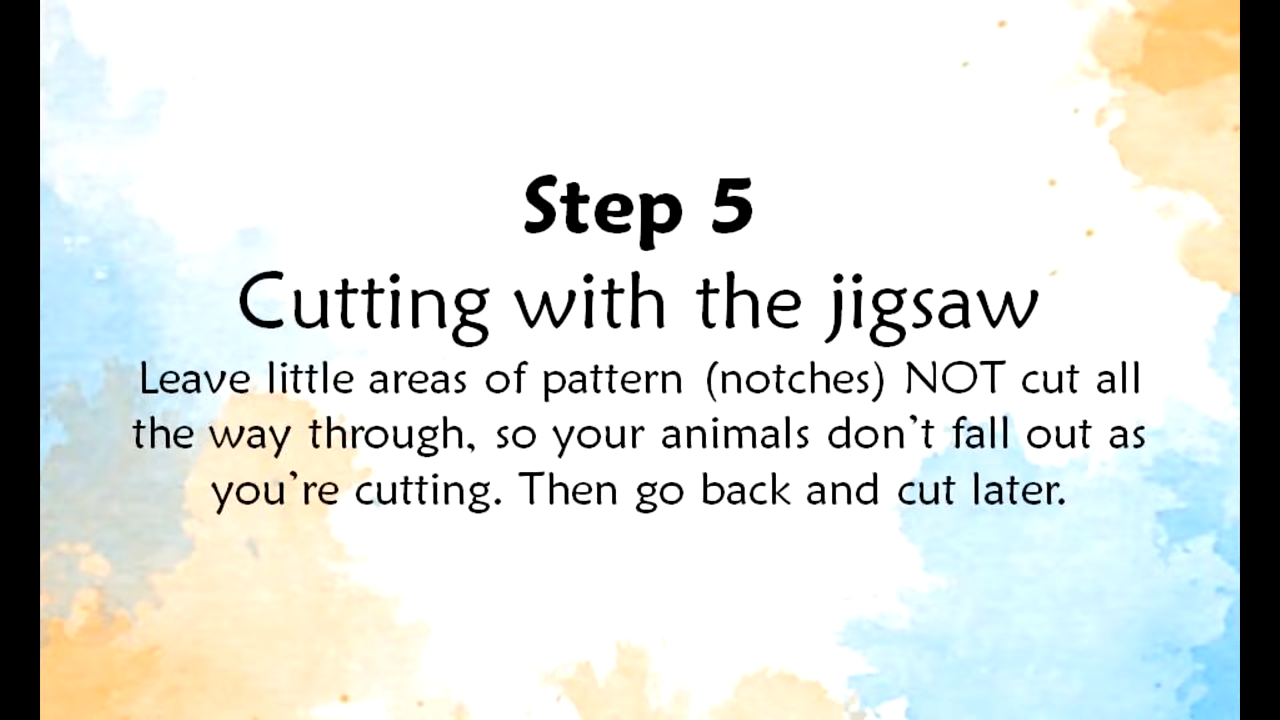 Step 5
Cutting with the jigsaw
Leave little areas of pattern (notches) NOT cut all
the way through, so your animals don’t fall out as
you’re cutting. Then go back and cut later.